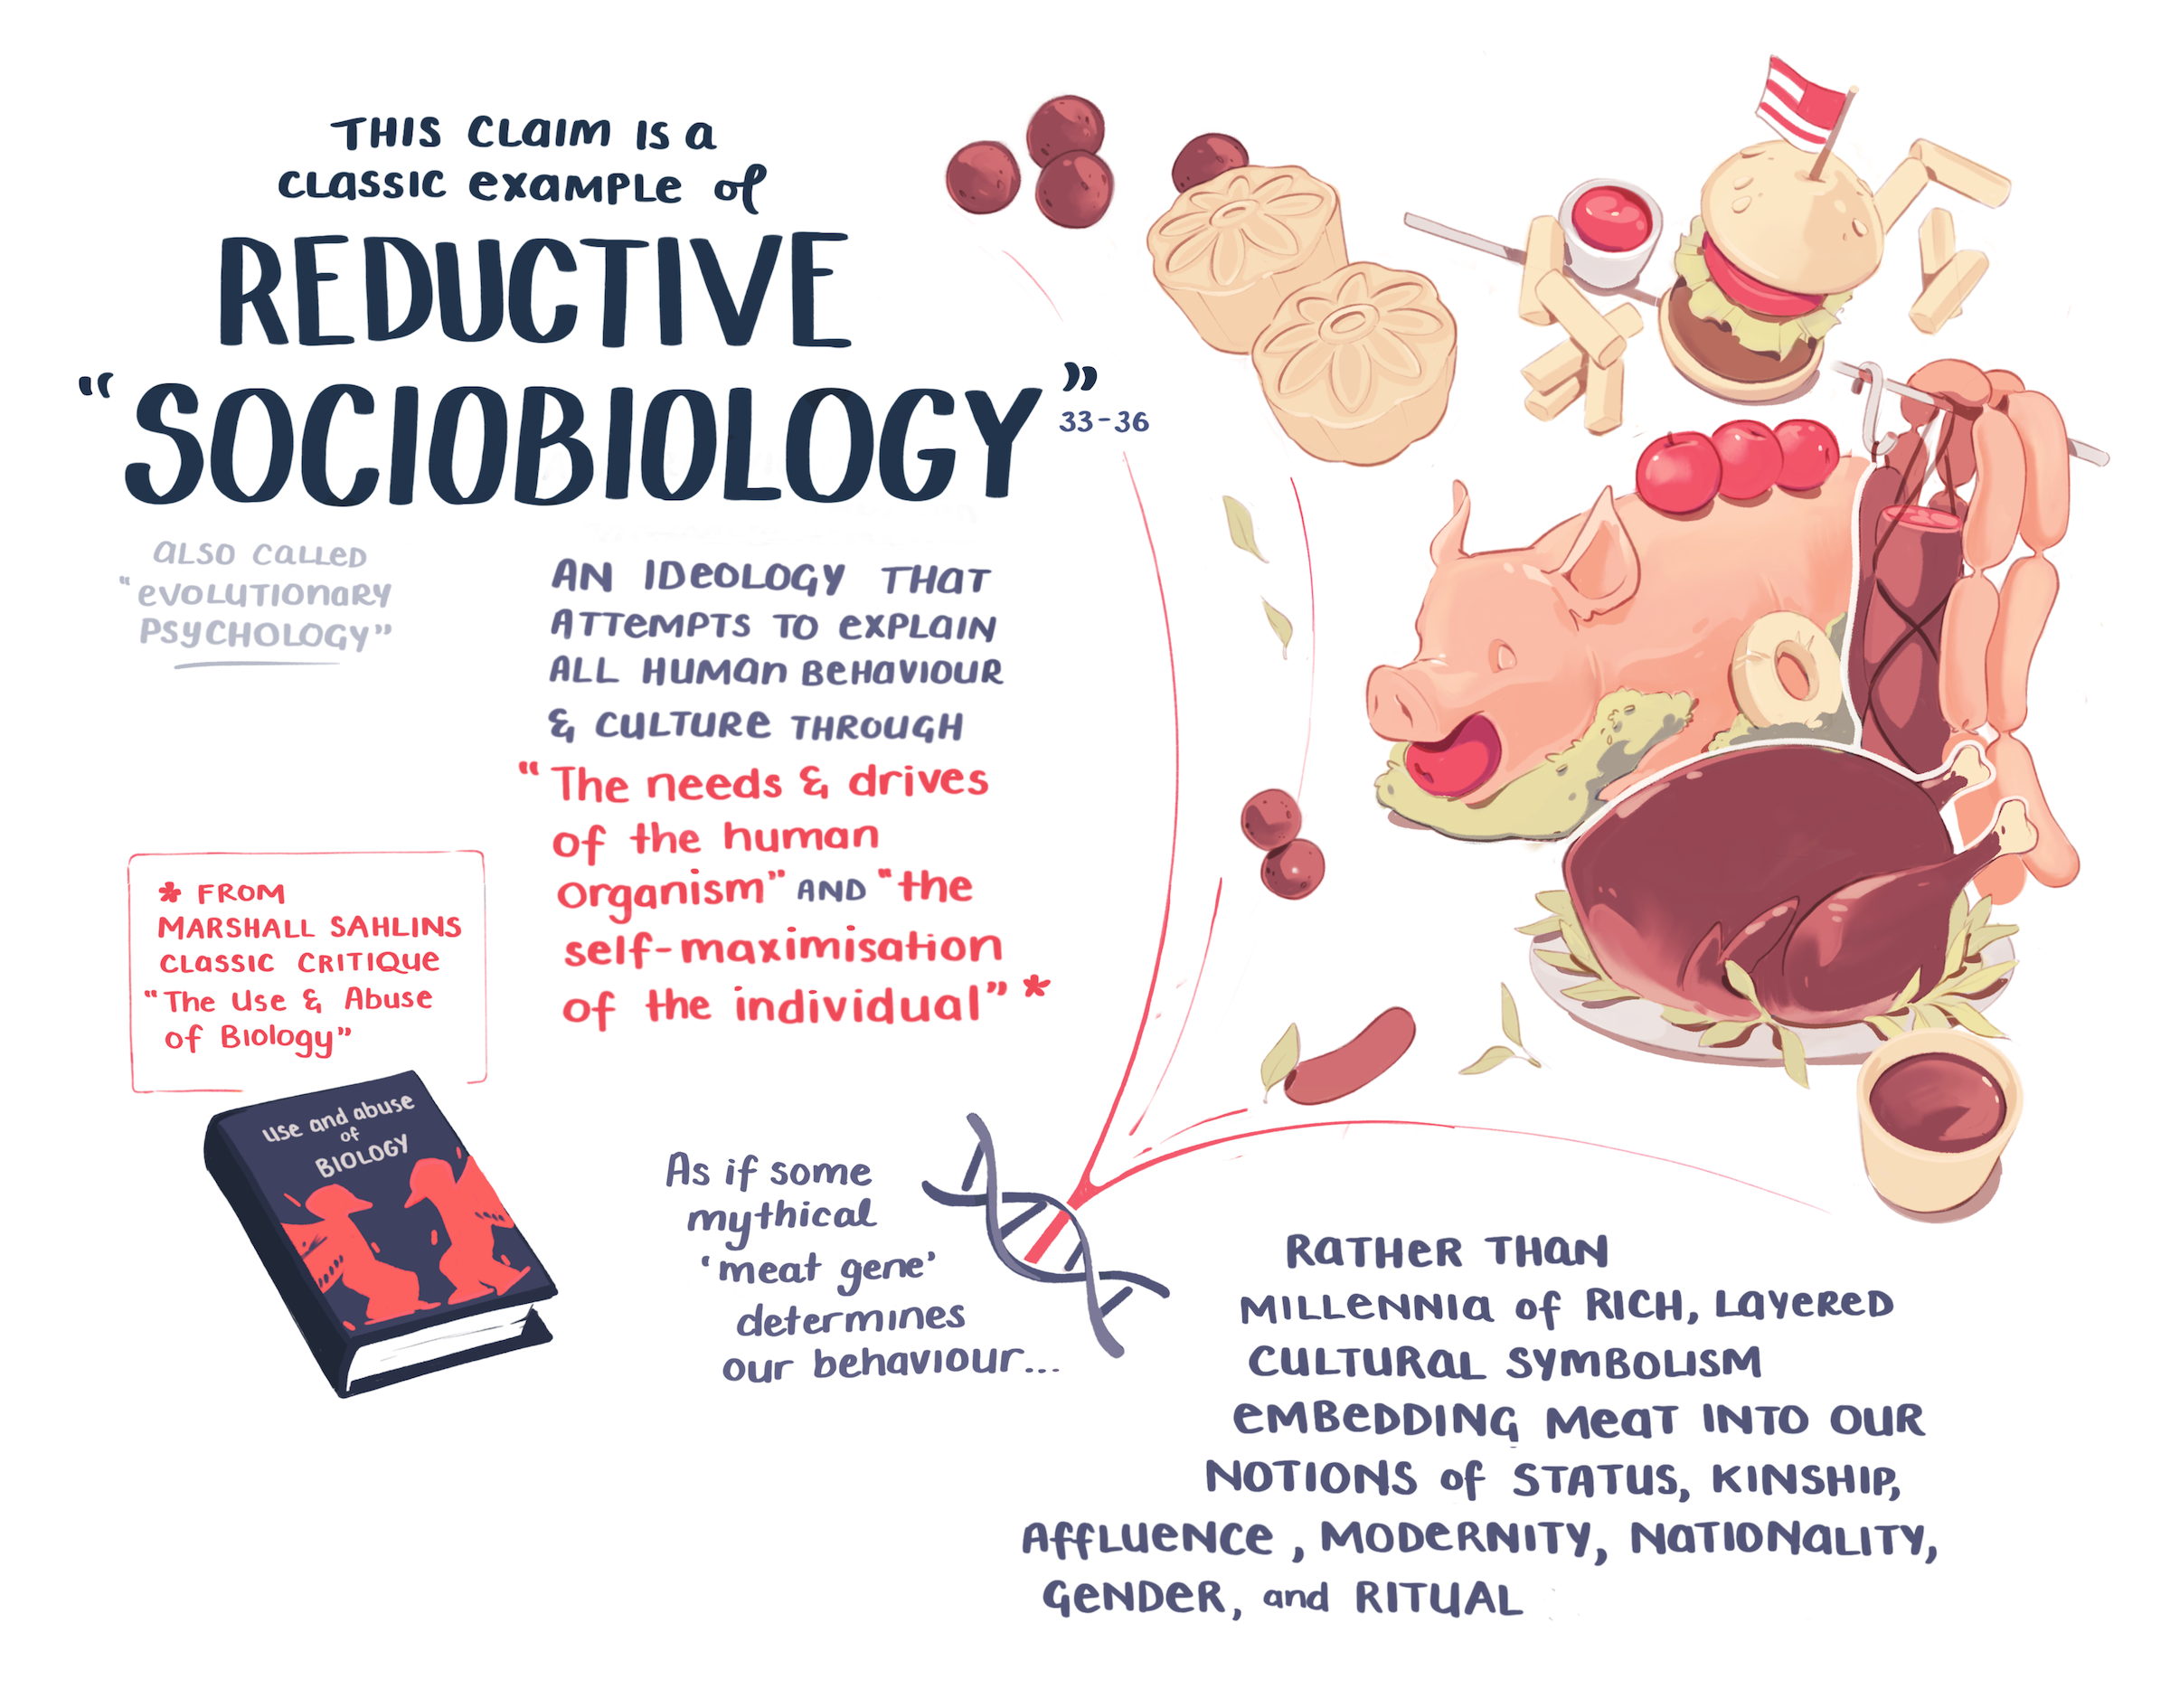 THIS CLAIM IS A
CLASSIC EXAMPLE of
REDUCTIVE
“SOCIOBIOLOGY”
33-36
ALSO CALLED
“EVOLUTIONARY
PSYCHOLOGY”
AN IDEOLOGY THAT
ATTEMPTS TO EXPLAIN
ALL HUMAN BEHAVIOUR
& CULTURE THROUGH
“The needs & drives
of the human
organism” AND “the
self-maximisation
of the individual” *
* FROM
MARSHALL SAHLINS
CLASSIC CRITIQUE
“The Use & Abuse
of Biology”
use and abuse
of
BIOLOGY
As if some
mythical
‘meat gene’
determines
our behaviour...
RATHER THAN
MILLENNIA of RICH, LAYERED
CULTURAL SYMBOLISM
EMBEDDING MEAT INTO OUR
NOTIONS of STATUS, KINSHIP,
AFFLUENCE, MODERNITY, NATIONALITY,
GENDER, and RITUAL